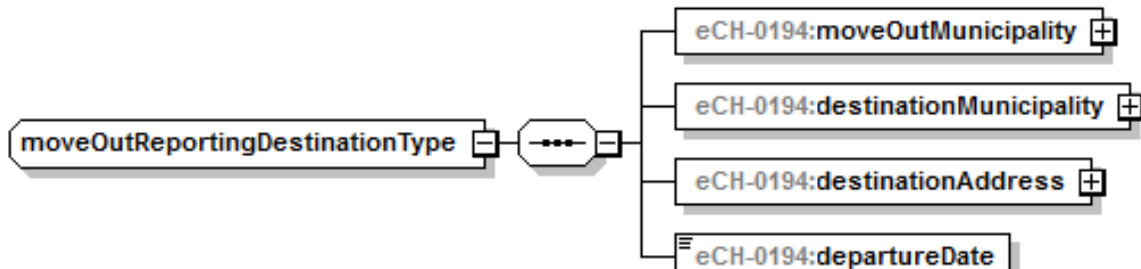 eCH-0194:moveOutMunicipality
eCH-0194:destinationMunicipality
moveOutReportingDestinationType
eCH-0194:destinationAddress
eCH-0194:departureDate